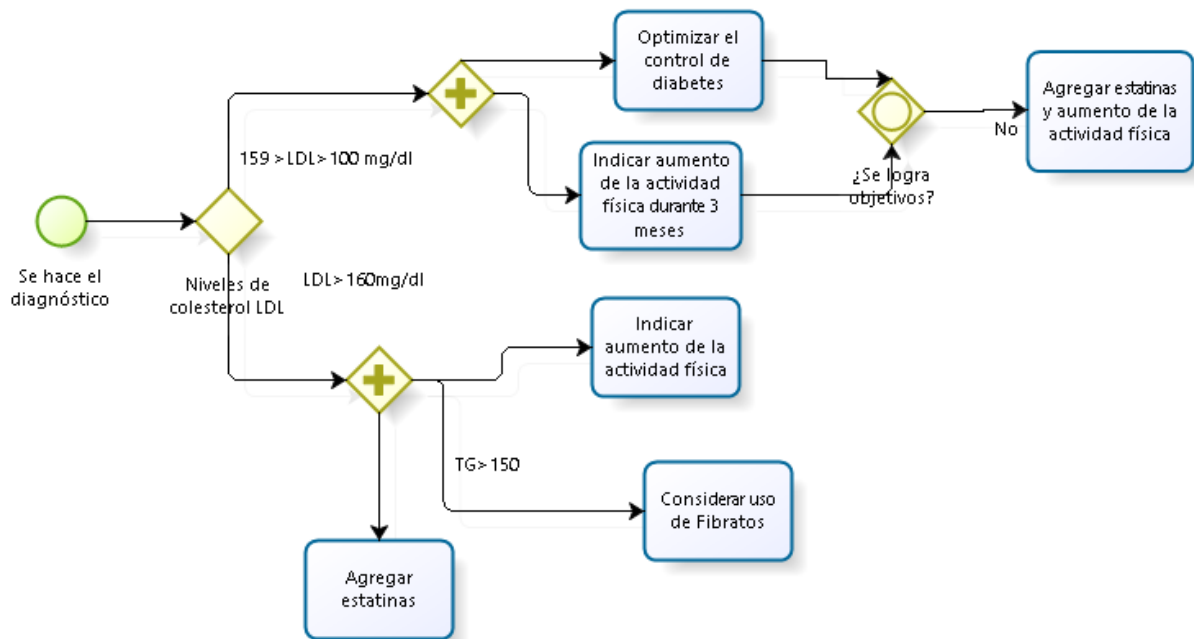 Se hace el
diagnóstico
Niveles de
colesterol LDL
159 >LDL> 100 mg/dl
Optimizar el
control de
diabetes
Indicar aumento
de la actividad
física durante 3
meses
¿Se logra
objetivos?
No
Agregar estatinas
y aumento de la
actividad física
LDL> 160mg/dl
Indicar
aumento de la
actividad física
TG> 150
Considerar uso
de Fibratos
Agregar
estatinas